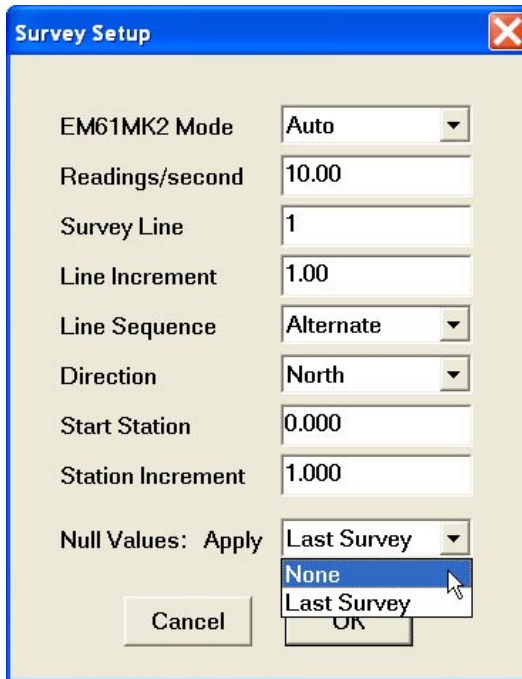 Survey Setup
EM61MK2 Mode Auto
Readings/second 10.00
Survey Line 1
Line Increment 1.00
Line Sequence Alternate
Direction North
Start Station 0.000
Station Increment 1.000
Null Values: Apply Last Survey
None
Last Survey
Cancel OK